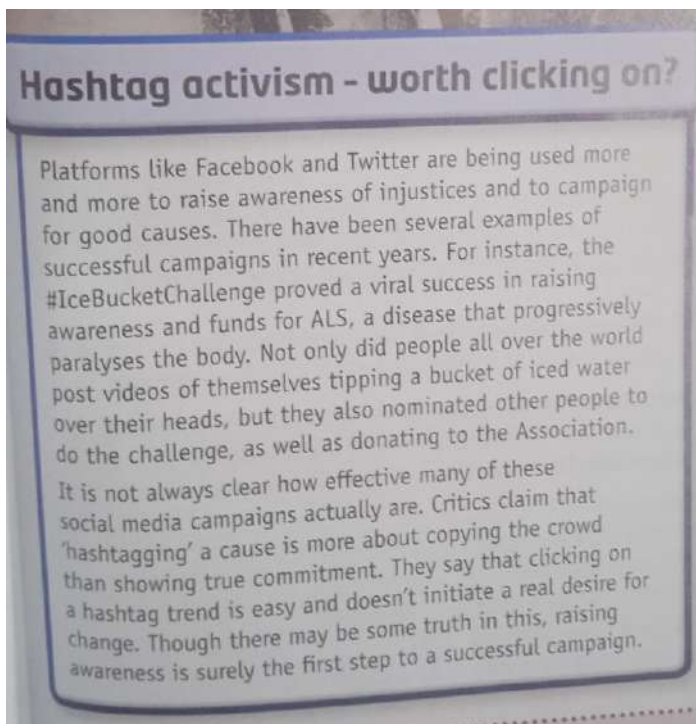 Hashtag activism - worth clicking on?
Platforms like Facebook and Twitter are being used more
and more to raise awareness of injustices and to campaign
for good causes. There have been several examples of
successful campaigns in recent years. For instance, the
#IceBucketChallenge proved a viral success in raising
awareness and funds for ALS, a disease that progressively
paralyses the body. Not only did people all over the world
post videos of themselves tipping a bucket of iced water
over their heads, but they also nominated other people to
do the challenge, as well as donating to the Association.
It is not always clear how effective many of these
social media campaigns actually are. Critics claim that
'hashtagging' a cause is more about copying the crowd
than showing true commitment. They say that clicking on
a hashtag trend is easy and doesn't initiate a real desire for
change. Though there may be some truth in this, raising
awareness is surely the first step to a successful campaign.